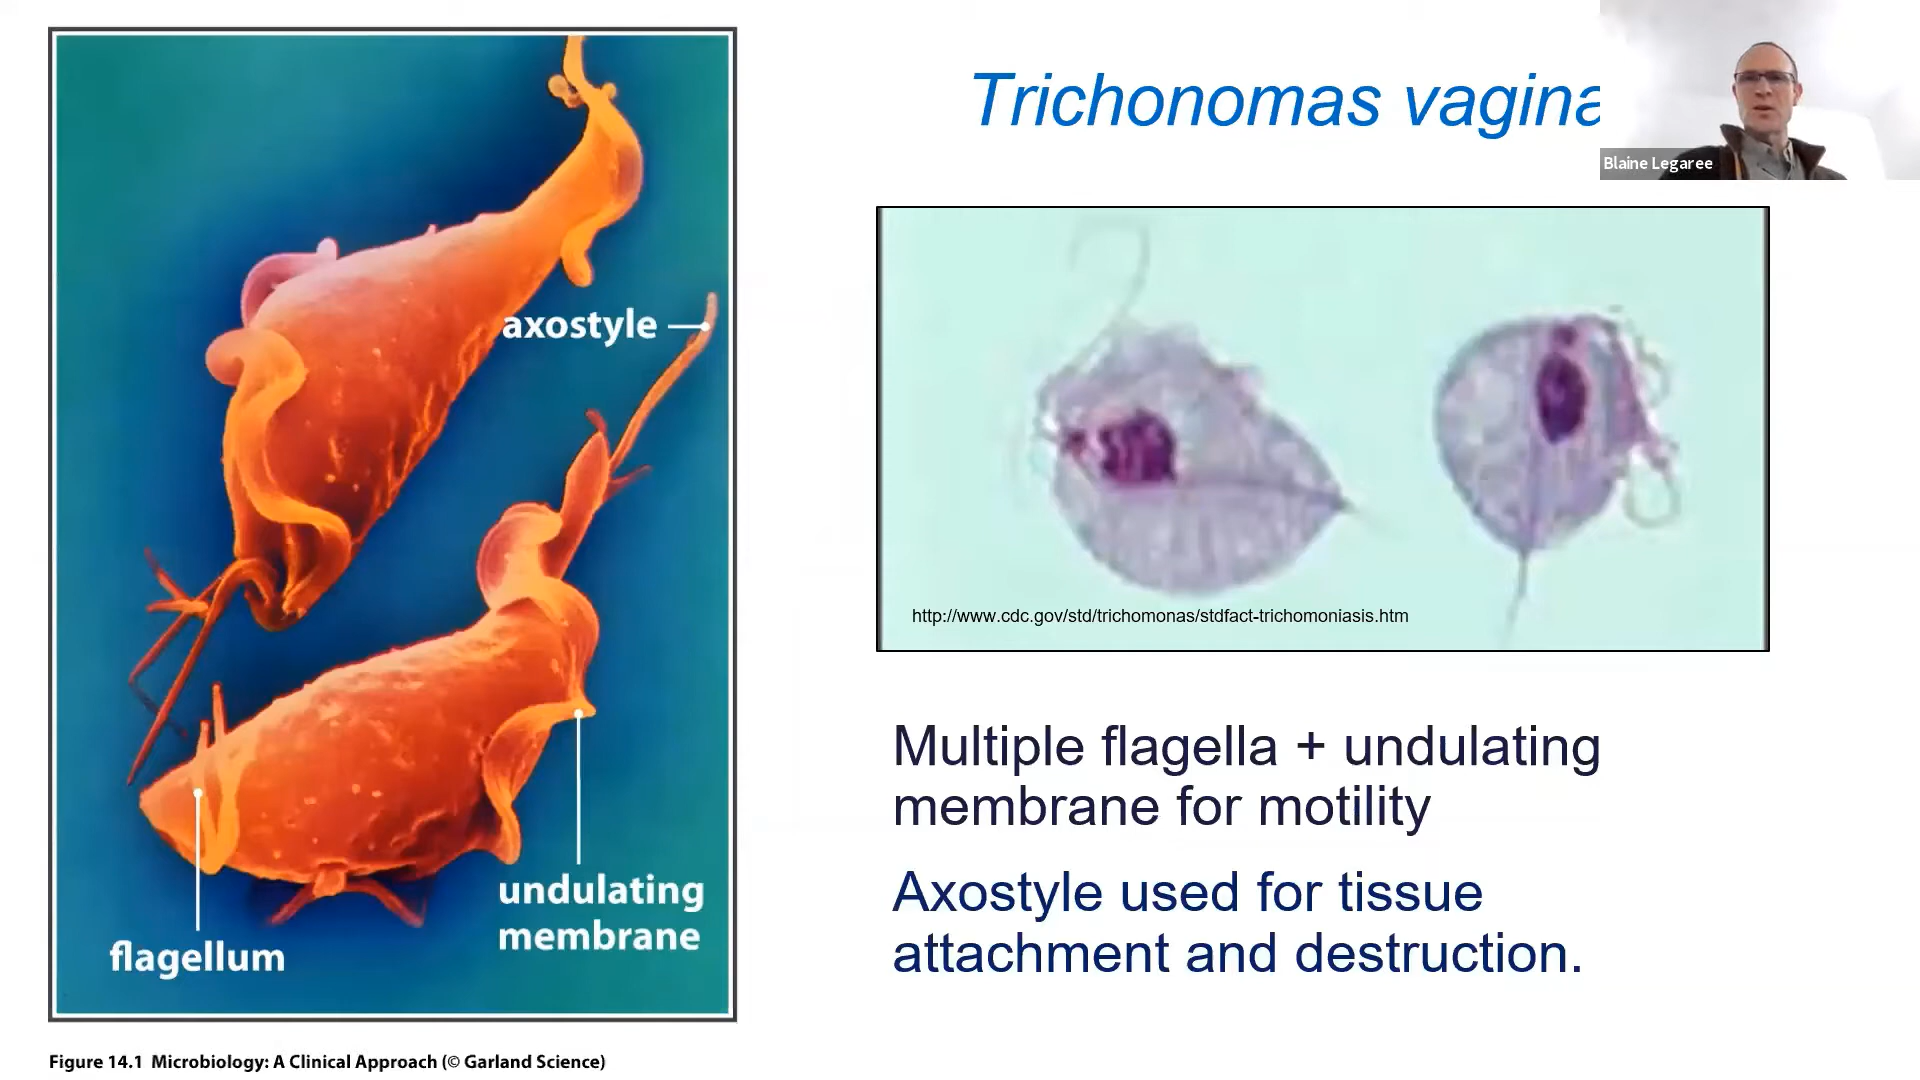 Trichonomas vagina
Blaine Legaree
axostyle
undulating
membrane
flagellum
http://www.cdc.gov/std/trichomonas/stdfact-trichomoniasis.htm
Multiple flagella + undulating
membrane for motility
Axostyle used for tissue
attachment and destruction.
Figure 14.1 Microbiology: A Clinical Approach (© Garland Science)